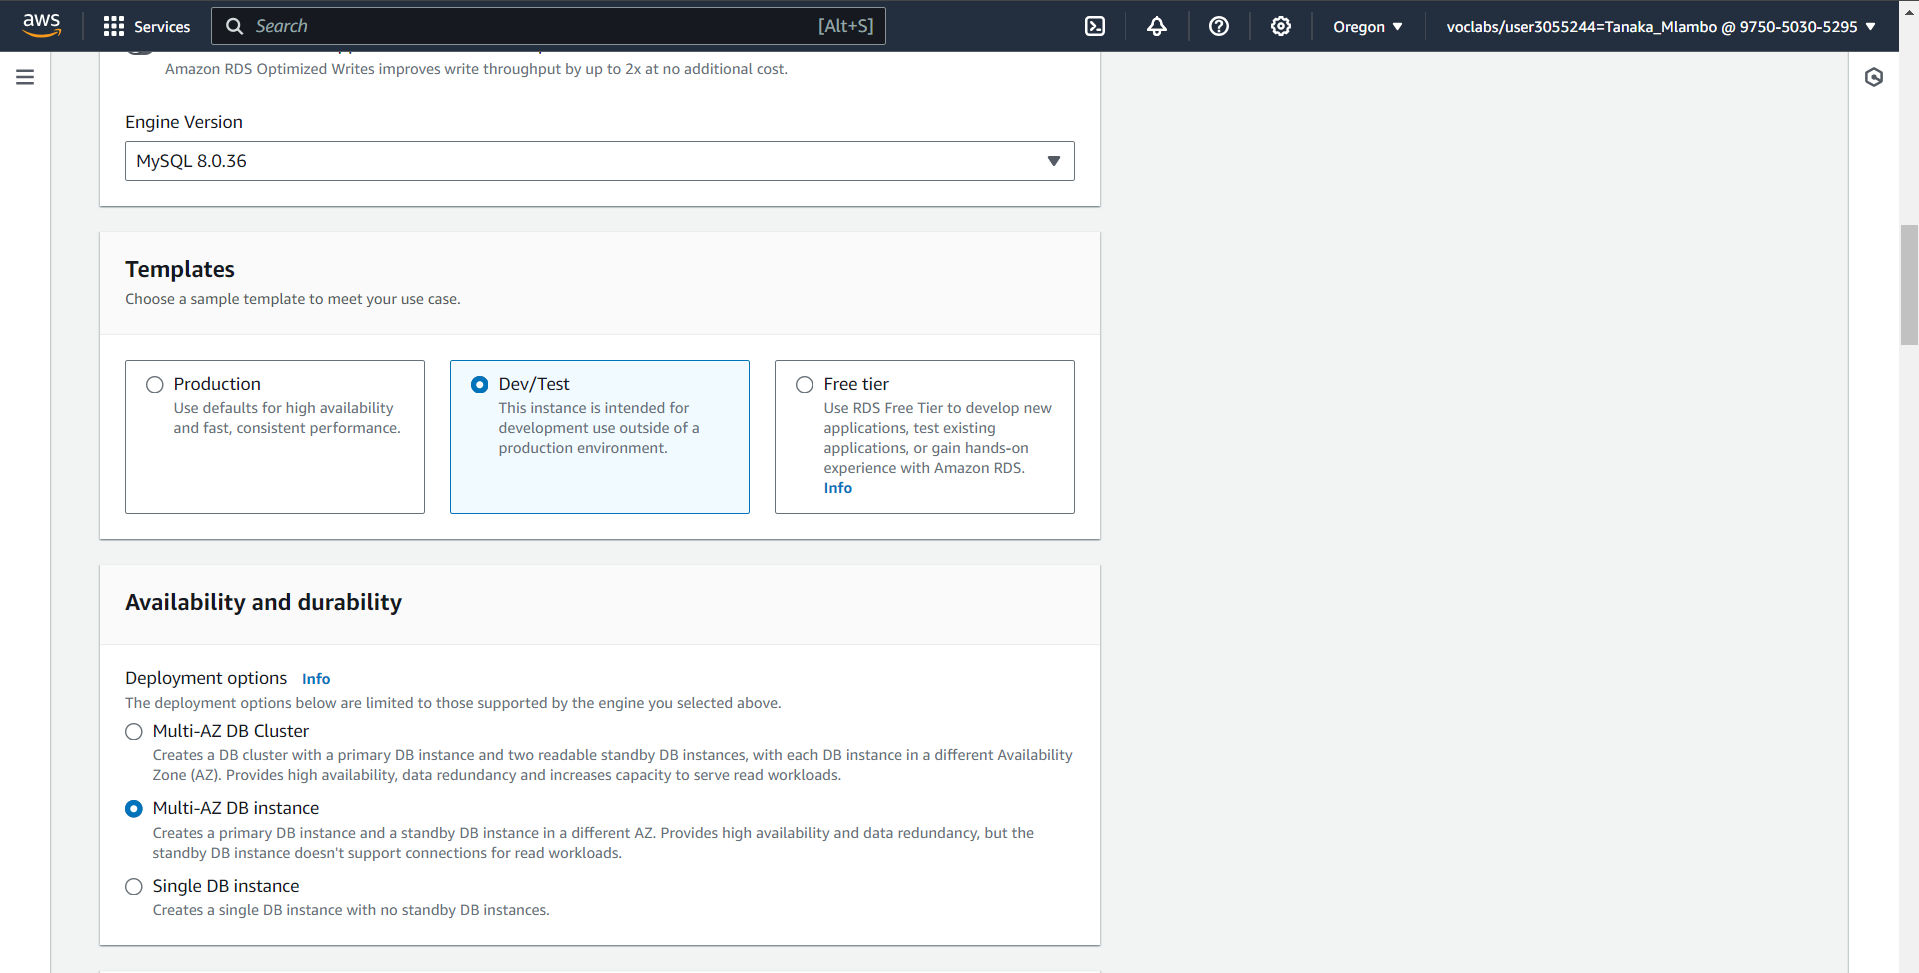 aws
Services
Search
[Alt+S]
Oregon
voclabs/user3055244=Tanaka_Mlambo @ 9750-5030-5295
Amazon RDS Optimized Writes improves write throughput by up to 2x at no additional cost.
Engine Version
MySQL 8.0.36
Templates
Choose a sample template to meet your use case.
Production
Use defaults for high availability
and fast, consistent performance.
Dev/Test
This instance is intended for
development use outside of a
production environment.
Free tier
Use RDS Free Tier to develop new
applications, test existing
applications, or gain hands-on
experience with Amazon RDS.
Info
Availability and durability
Deployment options Info
The deployment options below are limited to those supported by the engine you selected above.
Multi-AZ DB Cluster
Creates a DB cluster with a primary DB instance and two readable standby DB instances, with each DB instance in a different Availability
Zone (AZ). Provides high availability, data redundancy and increases capacity to serve read workloads.
Multi-AZ DB instance
Creates a primary DB instance and a standby DB instance in a different AZ. Provides high availability and data redundancy, but the
standby DB instance doesn't support connections for read workloads.
Single DB instance
Creates a single DB instance with no standby DB instances.